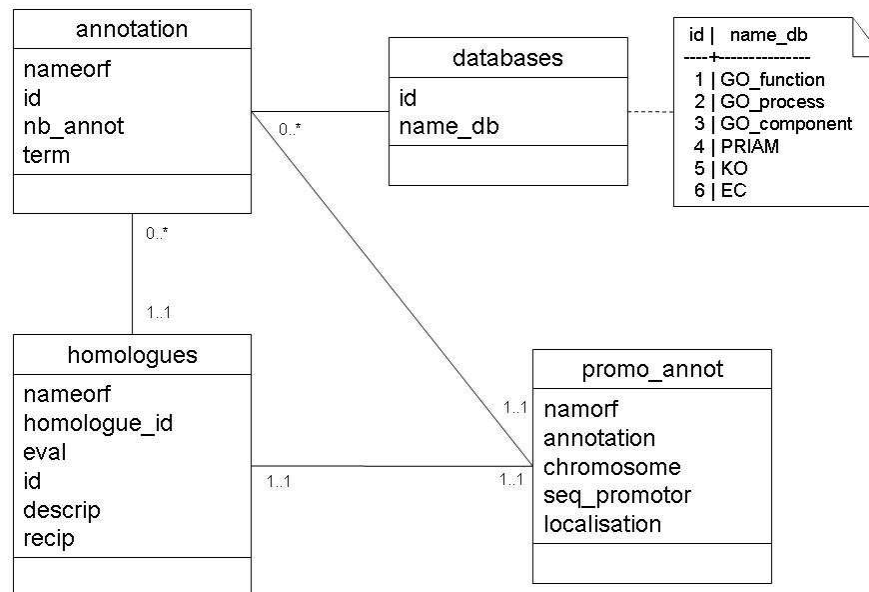 annotation
nameorf
id
nb_annot
term
databases
id
name_db
id | name_db
----+---------------
1 | GO_function
2 | GO_process
3 | GO_component
4 | PRIAM
5 | KO
6 | EC
0..*
0..*
1..1
homologues
nameorf
homologue_id
eval
id
descrip
recip
promo_annot
namorf
annotation
chromosome
seq_promotor
localisation
1..1
1..1
1..1